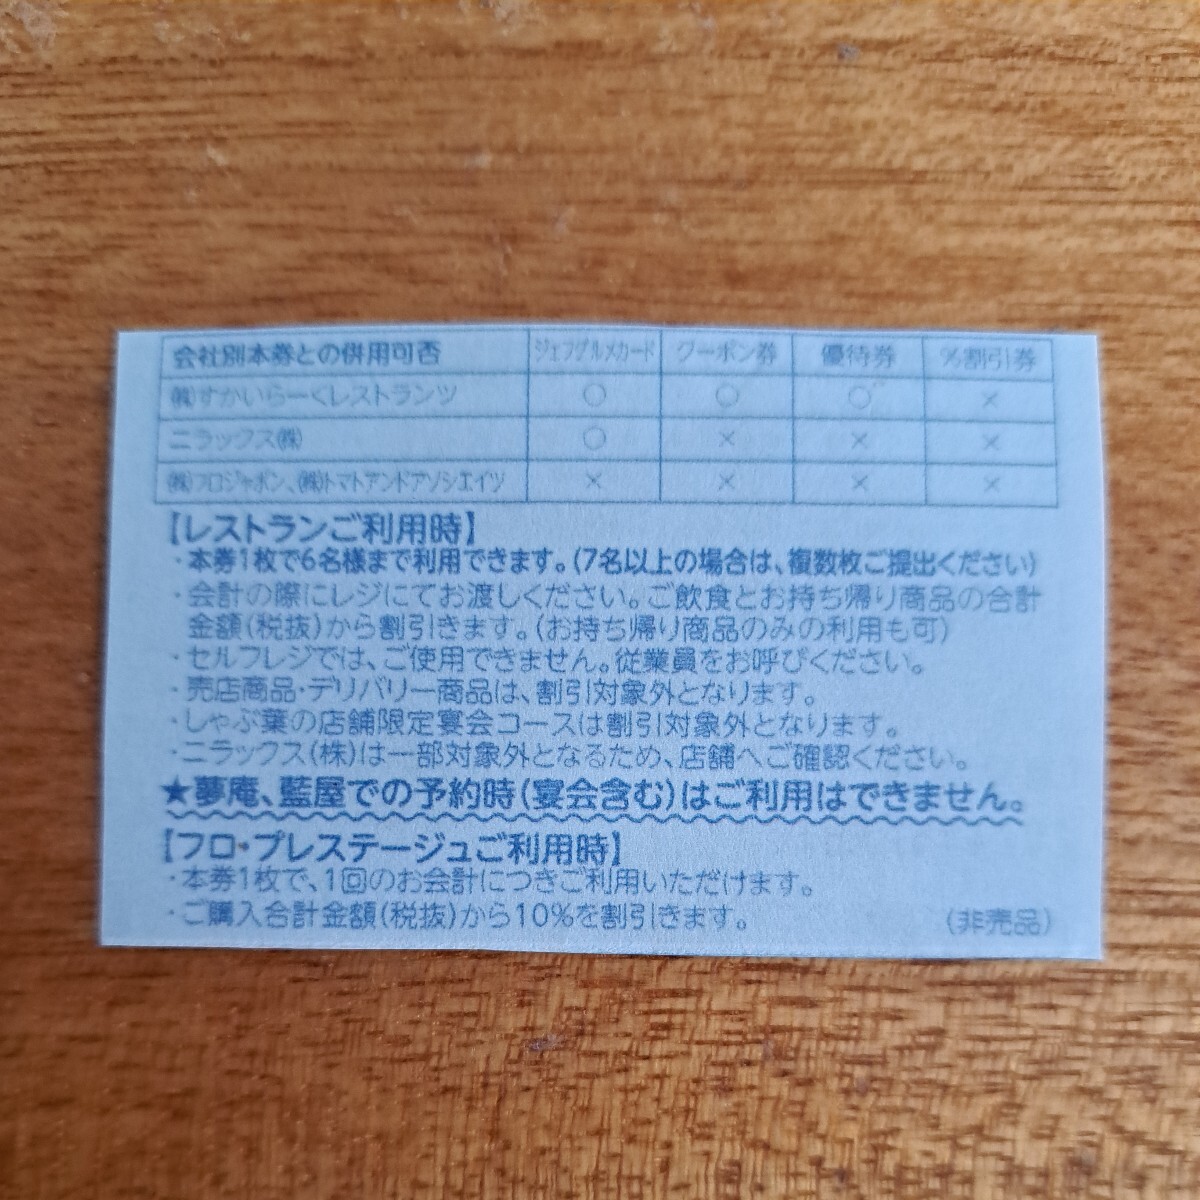 会社別本券との併用可否 ジェフグルメカード クーポン券 優待券 %割引券
㈱すかいらーくレストランツ ○ ○ ○ ×
ニラックス㈱ ○ × × ×
㈱フロジャポン、㈱トマトアンドアソシエイツ × × × ×
【レストランご利用時】
・本券1枚で6名様まで利用できます。(7名以上の場合は、複数枚ご提出ください)
・会計の際にレジにてお渡しください。ご飲食とお持ち帰り商品の合計
金額(税抜)から割引きます。(お持ち帰り商品のみの利用も可)
・セルフレジでは、ご使用できません。従業員をお呼びください。
・売店商品・デリバリー商品は、割引対象外となります。
・しゃぶ葉の店舗限定宴会コースは割引対象外となります。
・ニラックス(株)は一部対象外となるため、店舗へご確認ください。
★夢庵、藍屋での予約時(宴会含む)はご利用はできません。
【フロ・プレステージュご利用時】
・本券1枚で、1回のお会計につきご利用いただけます。
・ご購入合計金額(税抜)から10%を割引きます。 (非売品)